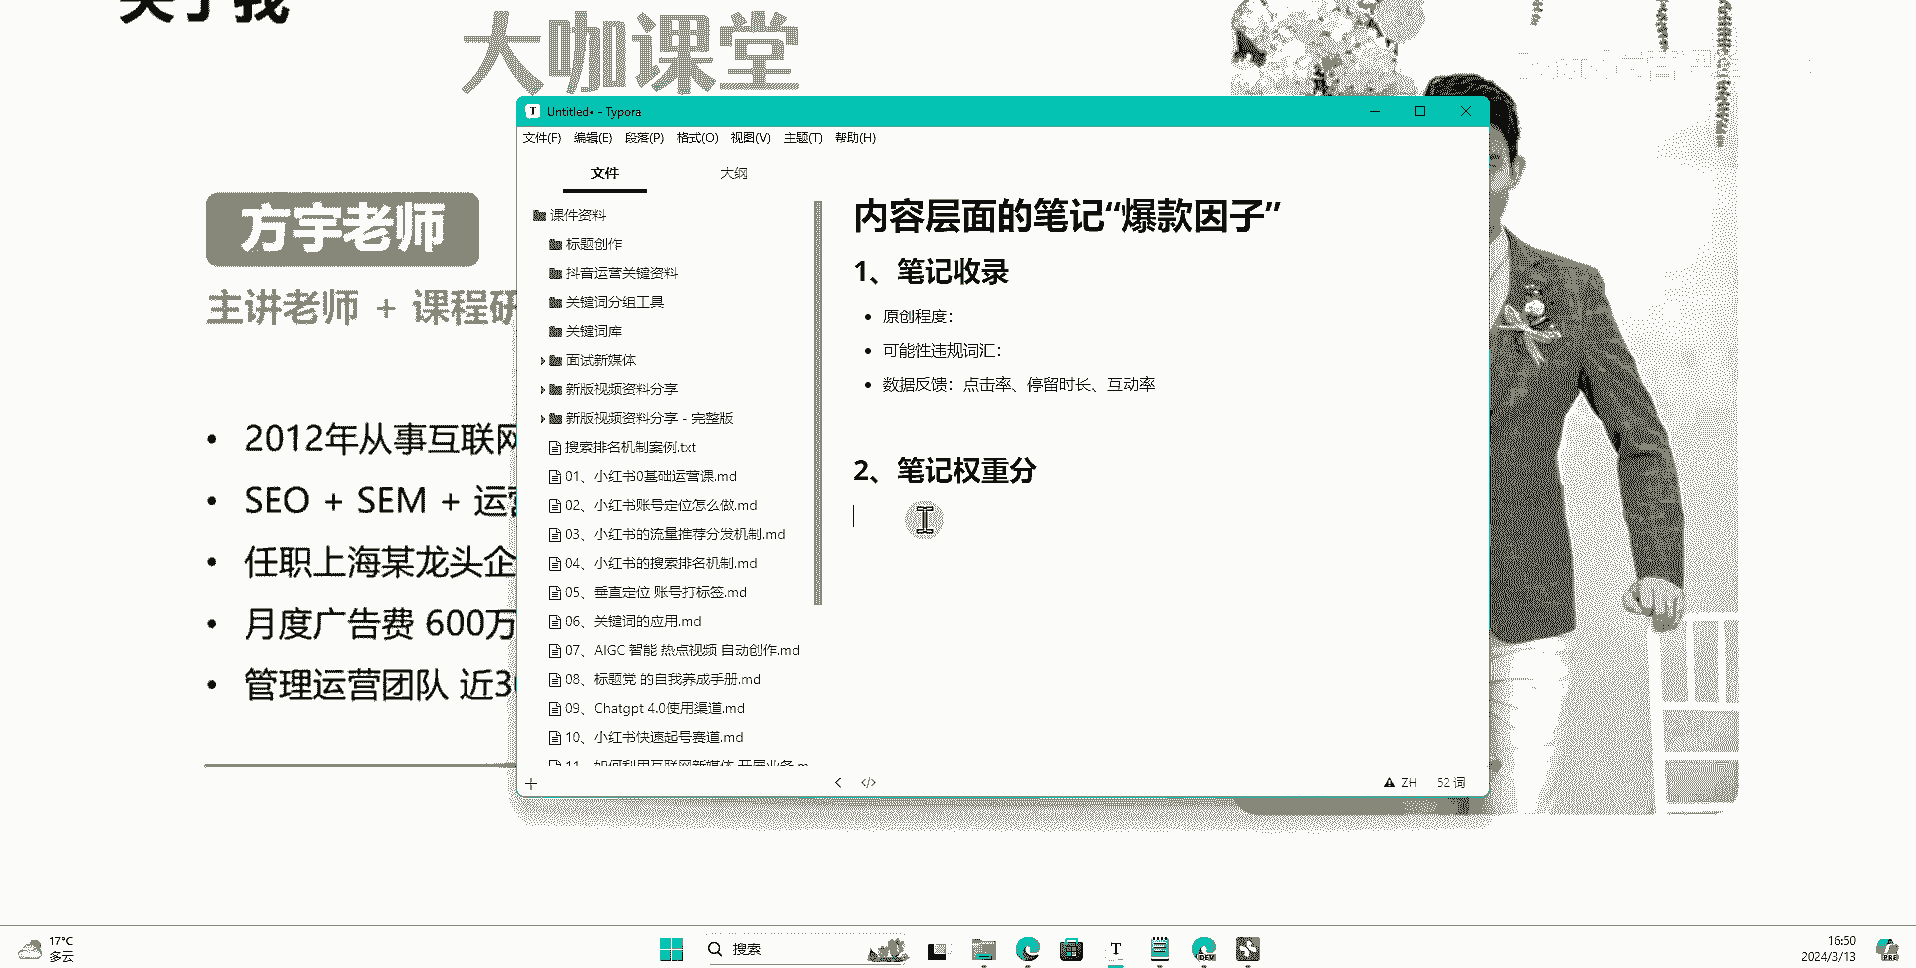 关于我
大咖课堂
方宇老师
主讲老师 + 课程研
2012年从事互联网
SEO + SEM + 运营
任职上海某龙头企
月度广告费 600万
管理运营团队 近30
Untitled• - Typora
文件(F) 编辑(E) 段落(P) 格式(O) 视图(V) 主题(T) 帮助(H)
文件 大纲
课件资料
标题创作
抖音运营关键资料
关键词分组工具
关键词库
面试新媒体
新版视频资料分享
新版视频资料分享 - 完整版
搜索排名机制案例.txt
01、小红书0基础运营课.md
02、小红书账号定位怎么做.md
03、小红书的流量推荐分发机制.md
04、小红书的搜索排名机制.md
05、垂直定位 账号打标签.md
06、关键词的应用.md
07、AIGC 智能 热点视频 自动创作.md
08、标题党 的自我养成手册.md
09、Chatgpt 4.0使用渠道.md
10、小红书快速起号赛道.md
11、如何利用互联网新媒体 开展业务.m
内容层面的笔记“爆款因子”
1、笔记收录
原创程度：
可能性违规词汇：
数据反馈：点击率、停留时长、互动率
2、笔记权重分
ZH 52 词
17°C
多云
搜索
T
DEV
16:50
2024/3/13
PRE